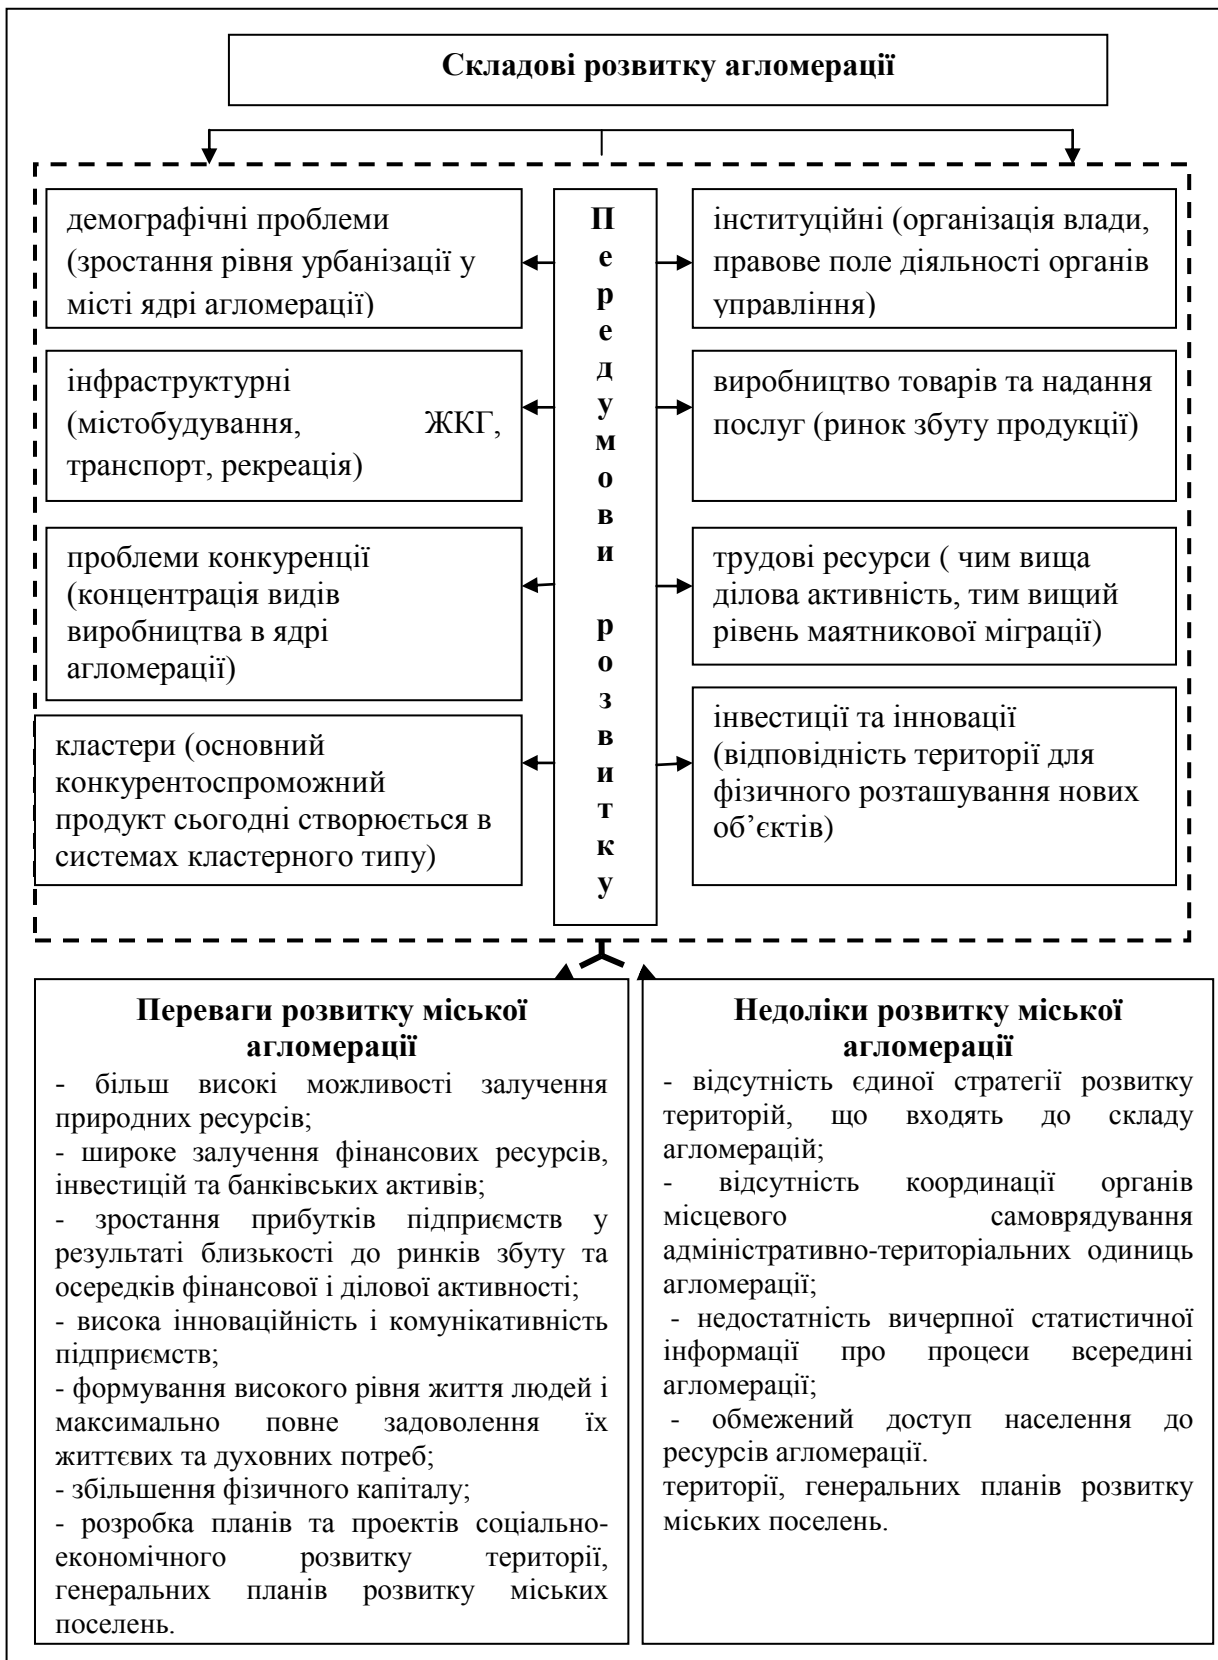 Складові розвитку агломерації
демографічні проблеми
(зростання рівня урбанізації у
місті ядрі агломерації)
інфраструктурні
(містобудування, ЖКГ,
транспорт, рекреація)
проблеми конкуренції
(концентрація видів
виробництва в ядрі
агломерації)
кластери (основний
конкурентоспроможний
продукт сьогодні створюється в
системах кластерного типу)
Передумови розвитку
інституційні (організація влади,
правове поле діяльності органів
управління)
виробництво товарів та надання
послуг (ринок збуту продукції)
трудові ресурси ( чим вища
ділова активність, тим вищий
рівень маятникової міграції)
інвестиції та інновації
(відповідність території для
фізичного розташування нових
об’єктів)
Переваги розвитку міської
агломерації
- більш високі можливості залучення
природних ресурсів;
- широке залучення фінансових ресурсів,
інвестицій та банківських активів;
- зростання прибутків підприємств у
результаті близькості до ринків збуту та
осередків фінансової і ділової активності;
- висока інноваційність і комунікативність
підприємств;
- формування високого рівня життя людей і
максимально повне задоволення їх
життєвих та духовних потреб;
- збільшення фізичного капіталу;
- розробка планів та проектів соціально-
економічного розвитку території,
генеральних планів розвитку міських
поселень.
Недоліки розвитку міської
агломерації
- відсутність єдиної стратегії розвитку
територій, що входять до складу
агломерацій;
- відсутність координації органів
місцевого самоврядування
адміністративно-територіальних одиниць
агломерації;
- недостатність вичерпної статистичної
інформації про процеси всередині
агломерації;
- обмежений доступ населення до
ресурсів агломерації.
території, генеральних планів розвитку
міських поселень.